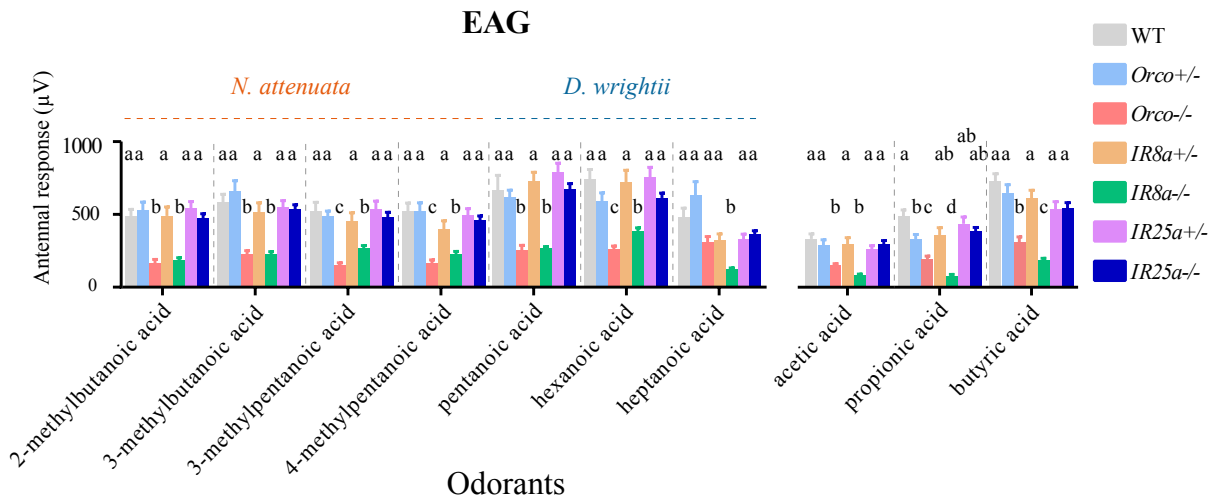 EAG
N. attenuata
D. wrightii
Antennal response (μV)
1000
500
0
aa b a b aa
aa b a b aa
aa c a b aa
aa c a b aa
aa b a b aa
aa c a b aa
aa aa b aa
aa b a b aa
a b c ab d ab ab
aa b a c aa
2-methylbutanoic acid
3-methylbutanoic acid
3-methylpentanoic acid
4-methylpentanoic acid
pentanoic acid
hexanoic acid
heptanoic acid
acetic acid
propionic acid
butyric acid
Odorants
WT
Orco+/-
Orco-/-
IR8a+/-
IR8a-/-
IR25a+/-
IR25a-/-